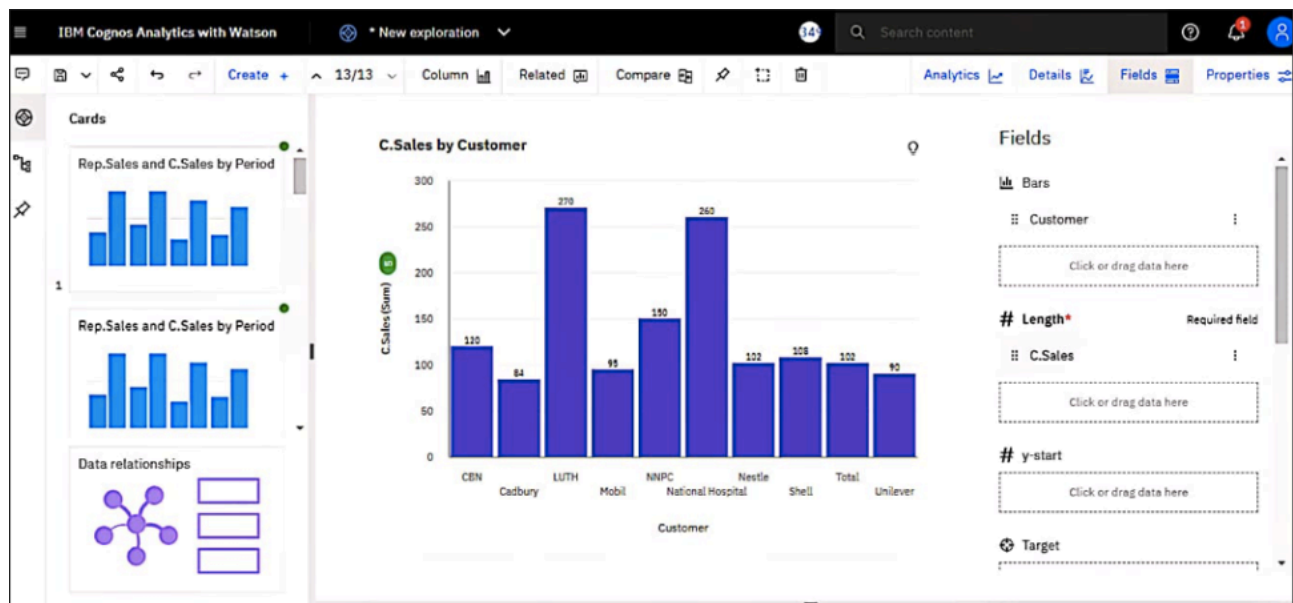 IBM Cognos Analytics with Watson
* New exploration
Search content
1
Create +
13/13
Column
Related
Compare
Analytics
Details
Fields
Properties
Cards
Rep.Sales and C.Sales by Period
1
Rep.Sales and C.Sales by Period
Data relationships
C.Sales by Customer
C.Sales (Sum)
300
250
200
150
100
50
0
120
84
270
95
150
260
102
108
102
90
CBN
Cadbury
LUTH
Mobil
NNPC
National Hospital
Nestle
Shell
Total
Unilever
Customer
Fields
Bars
Customer
Click or drag data here
# Length* Required field
C.Sales
Click or drag data here
# y-start
Click or drag data here
Target